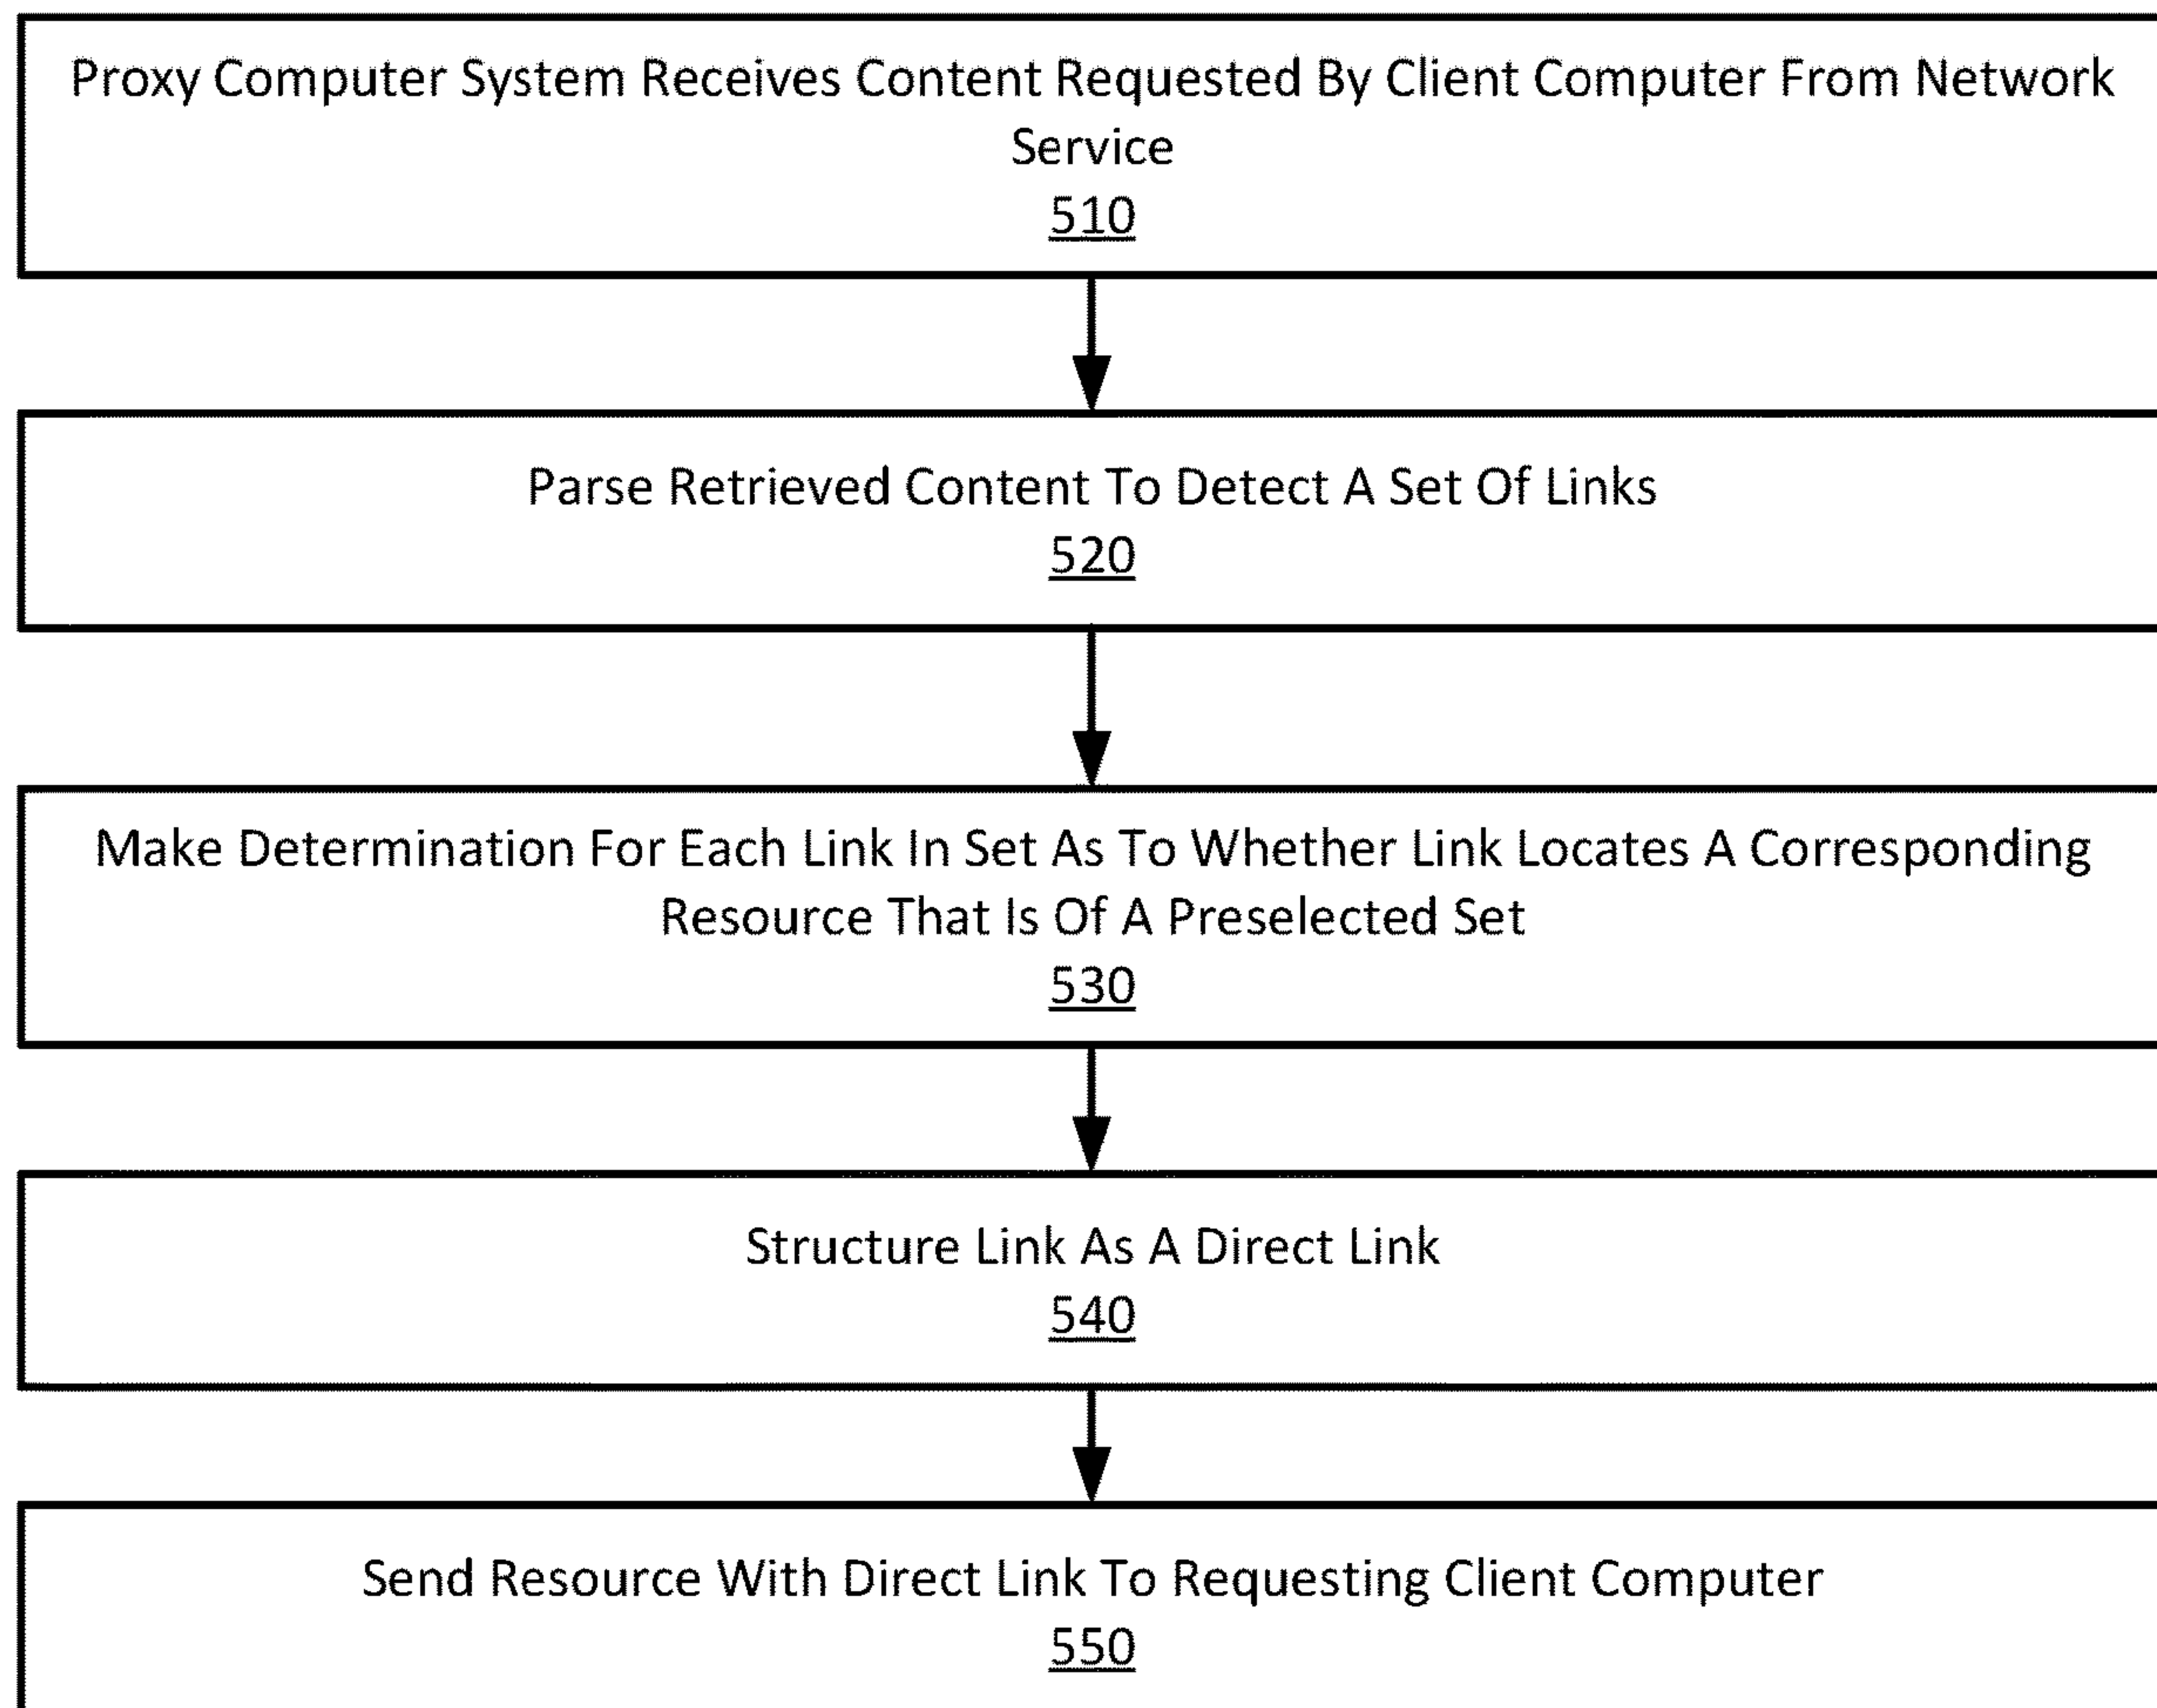 Proxy Computer System Receives Content Requested By Client Computer From Network
Service
510
Parse Retrieved Content To Detect A Set Of Links
520
Make Determination For Each Link In Set As To Whether Link Locates A Corresponding
Resource That Is Of A Preselected Set
530
Structure Link As A Direct Link
540
Send Resource With Direct Link To Requesting Client Computer
550